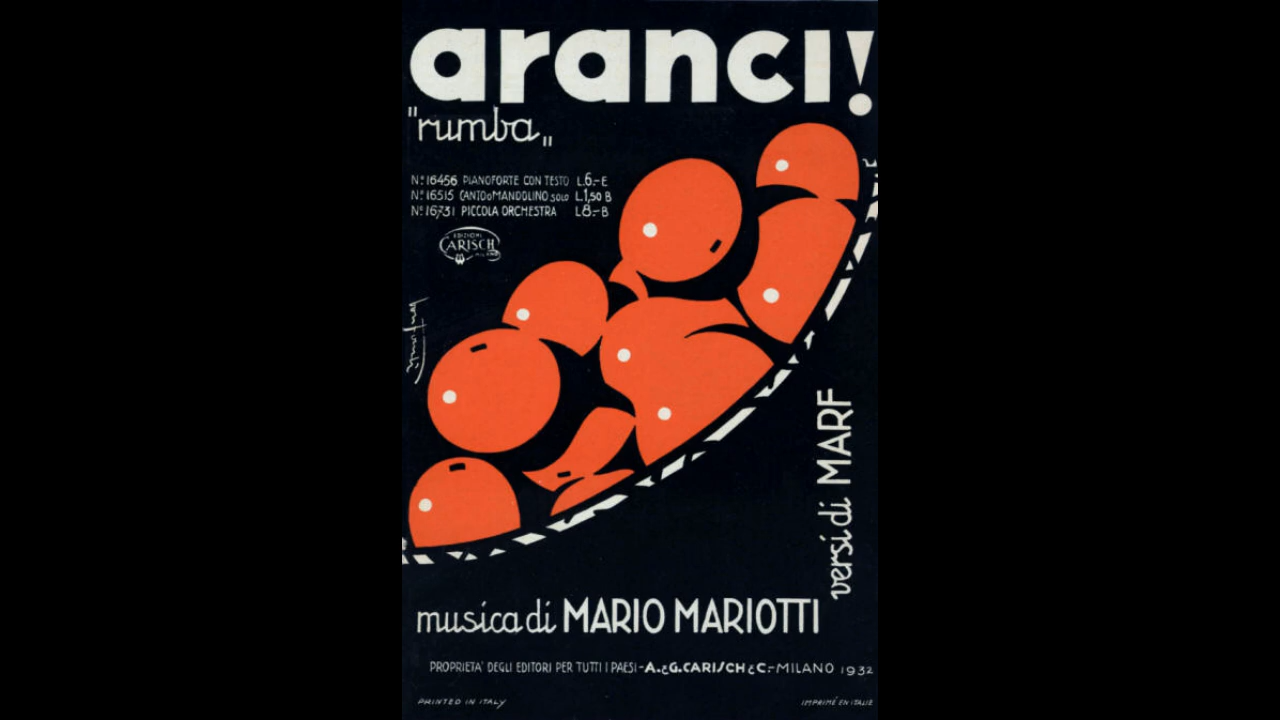 aranci!
"rumba„
N° 16456 PIANOFORTE CON TESTO L.6.- E
N° 16515 CANTO o MANDOLINO SOLO L.1,50 B
N° 16731 PICCOLA ORCHESTRA L8.- B
EDIZIONI
CARISCH
MILANO
versi di MARF
musica di MARIO MARIOTTI
PROPRIETA' DEGLI EDITORI PER TUTTI I PAESI - A. & G. CARISCH & C. - MILANO 1932
PRINTED IN ITALY
IMPRIMÉ EN ITALIE